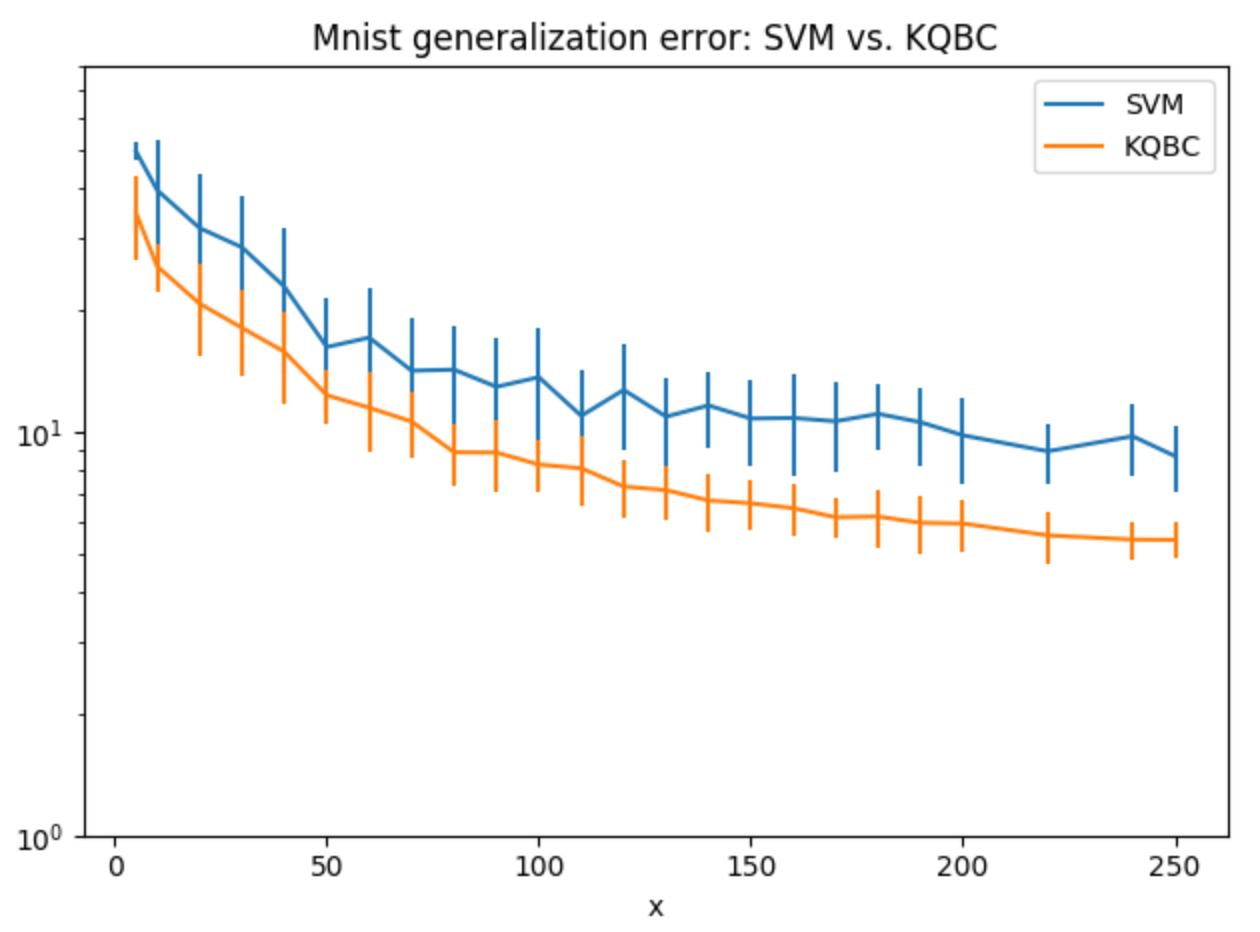 Mnist generalization error: SVM vs. KQBC
SVM
KQBC
10¹
10⁰
0 50 100 150 200 250
x